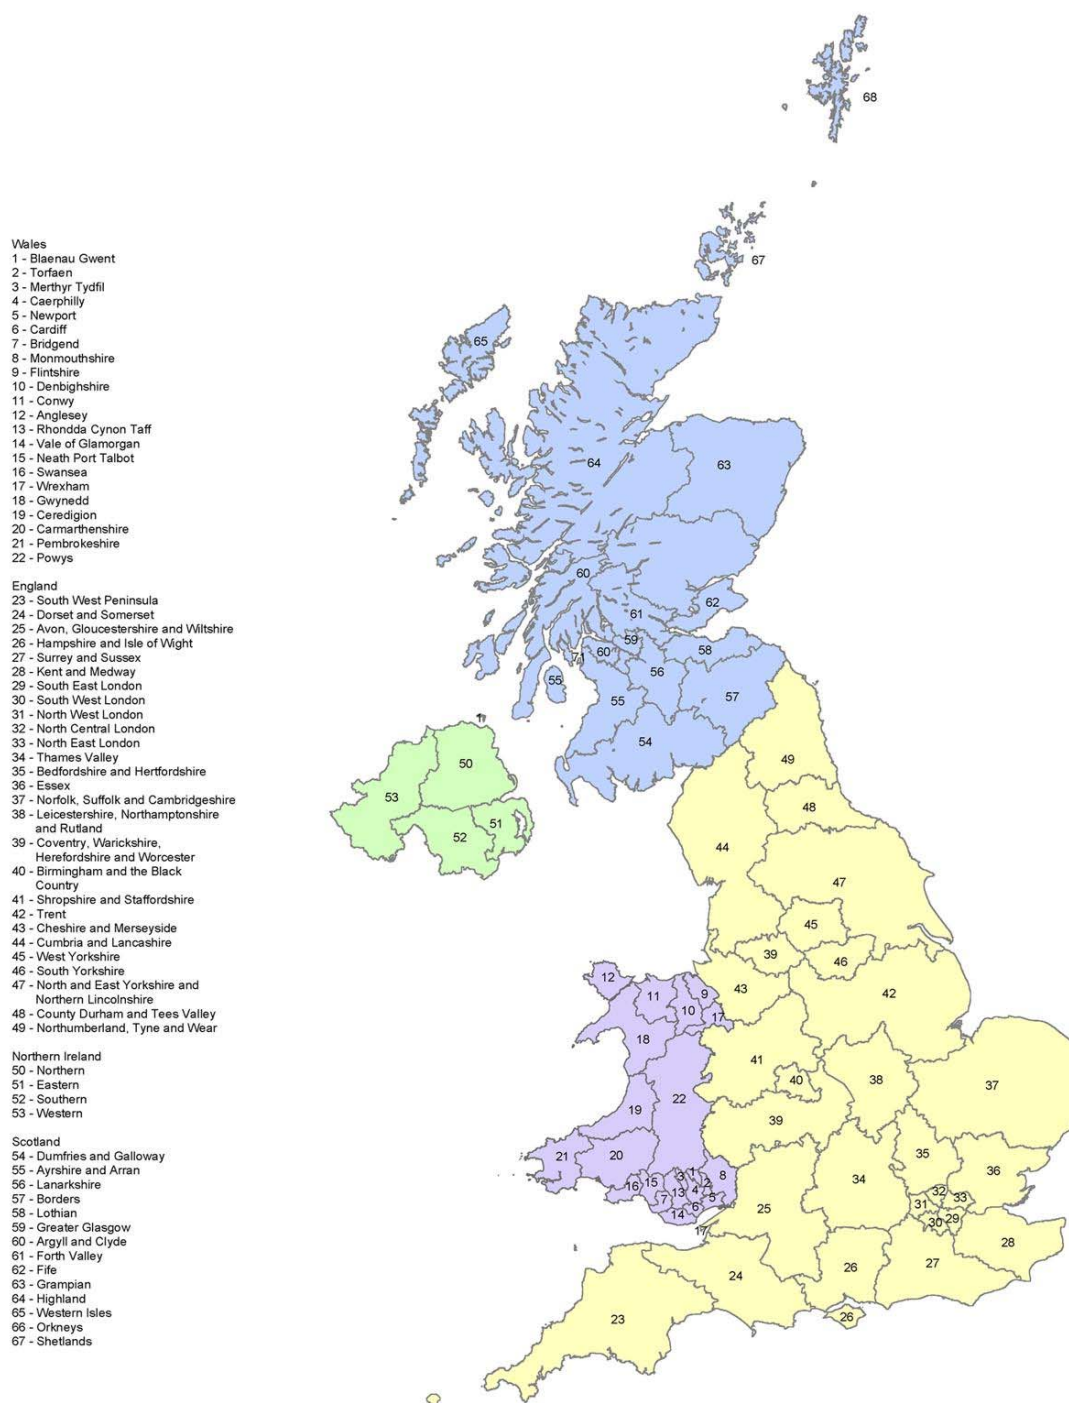 Wales
1 - Blaenau Gwent
2 - Torfaen
3 - Merthyr Tydfil
4 - Caerphilly
5 - Newport
6 - Cardiff
7 - Bridgend
8 - Monmouthshire
9 - Flintshire
10 - Denbighshire
11 - Conwy
12 - Anglesey
13 - Rhondda Cynon Taff
14 - Vale of Glamorgan
15 - Neath Port Talbot
16 - Swansea
17 - Wrexham
18 - Gwynedd
19 - Ceredigion
20 - Carmarthenshire
21 - Pembrokeshire
22 - Powys
England
23 - South West Peninsula
24 - Dorset and Somerset
25 - Avon, Gloucestershire and Wiltshire
26 - Hampshire and Isle of Wight
27 - Surrey and Sussex
28 - Kent and Medway
29 - South East London
30 - South West London
31 - North West London
32 - North Central London
33 - North East London
34 - Thames Valley
35 - Bedfordshire and Hertfordshire
36 - Essex
37 - Norfolk, Suffolk and Cambridgeshire
38 - Leicestershire, Northamptonshire
and Rutland
39 - Coventry, Warickshire,
Herefordshire and Worcester
40 - Birmingham and the Black
Country
41 - Shropshire and Staffordshire
42 - Trent
43 - Cheshire and Merseyside
44 - Cumbria and Lancashire
45 - West Yorkshire
46 - South Yorkshire
47 - North and East Yorkshire and
Northern Lincolnshire
48 - County Durham and Tees Valley
49 - Northumberland, Tyne and Wear
Northern Ireland
50 - Northern
51 - Eastern
52 - Southern
53 - Western
Scotland
54 - Dumfries and Galloway
55 - Ayrshire and Arran
56 - Lanarkshire
57 - Borders
58 - Lothian
59 - Greater Glasgow
60 - Argyll and Clyde
61 - Forth Valley
62 - Fife
63 - Grampian
64 - Highland
65 - Western Isles
66 - Orkneys
67 - Shetlands
68
67
65
64
63
60
62
61
59
58
60
71
56
55
55
57
54
50
53
51
52
49
48
44
47
45
46
39
43
42
12
11
9
10
17
18
41
40
38
37
22
19
39
20
21
35
36
34
8
1
3
2
15
16
13
4
7
5
6
14
17
25
32
33
31
30
29
28
27
26
24
23
26